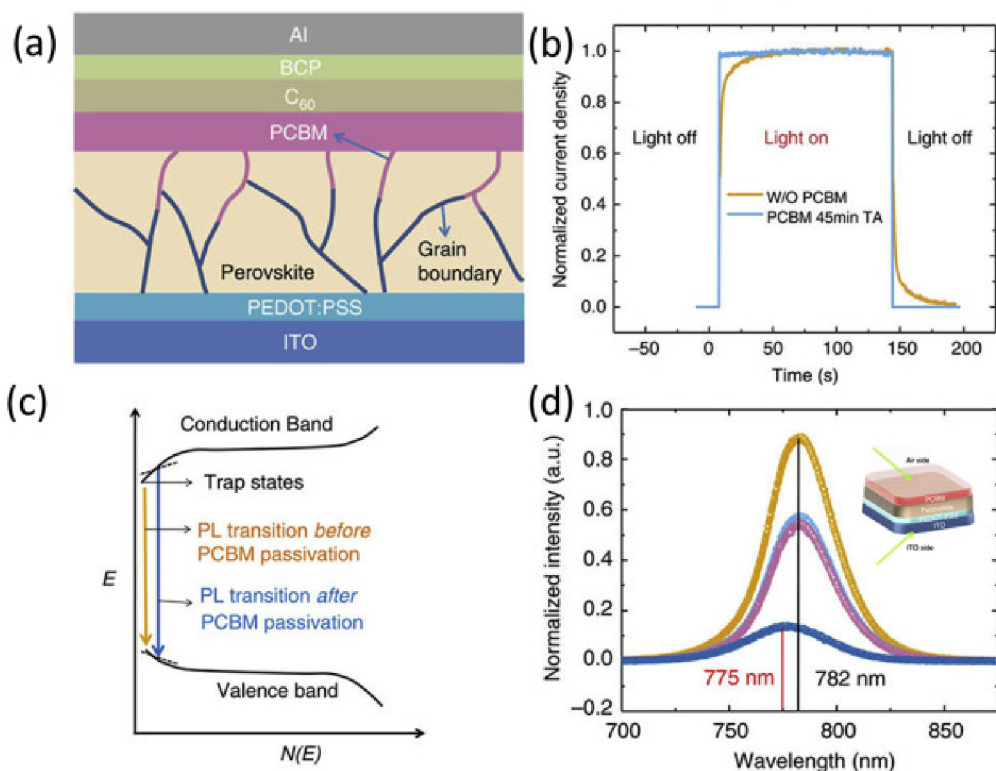 (a)
Al
BCP
C60
PCBM
Perovskite
Grain
boundary
PEDOT:PSS
ITO
(b)
Normalized current density
1.0
0.8
0.6
0.4
0.2
0.0
Light off
Light on
Light off
W/O PCBM
PCBM 45min TA
−50 0 50 100 150 200
Time (s)
(c)
E
Conduction Band
Trap states
PL transition before
PCBM passivation
PL transition after
PCBM passivation
Valence band
N(E)
(d)
Normalized intensity (a.u.)
1.0
0.8
0.6
0.4
0.2
0.0
−0.2
Air side
PCBM
Perovskite
PEDOT:PSS
ITO
ITO side
775 nm
782 nm
700 750 800 850
Wavelength (nm)